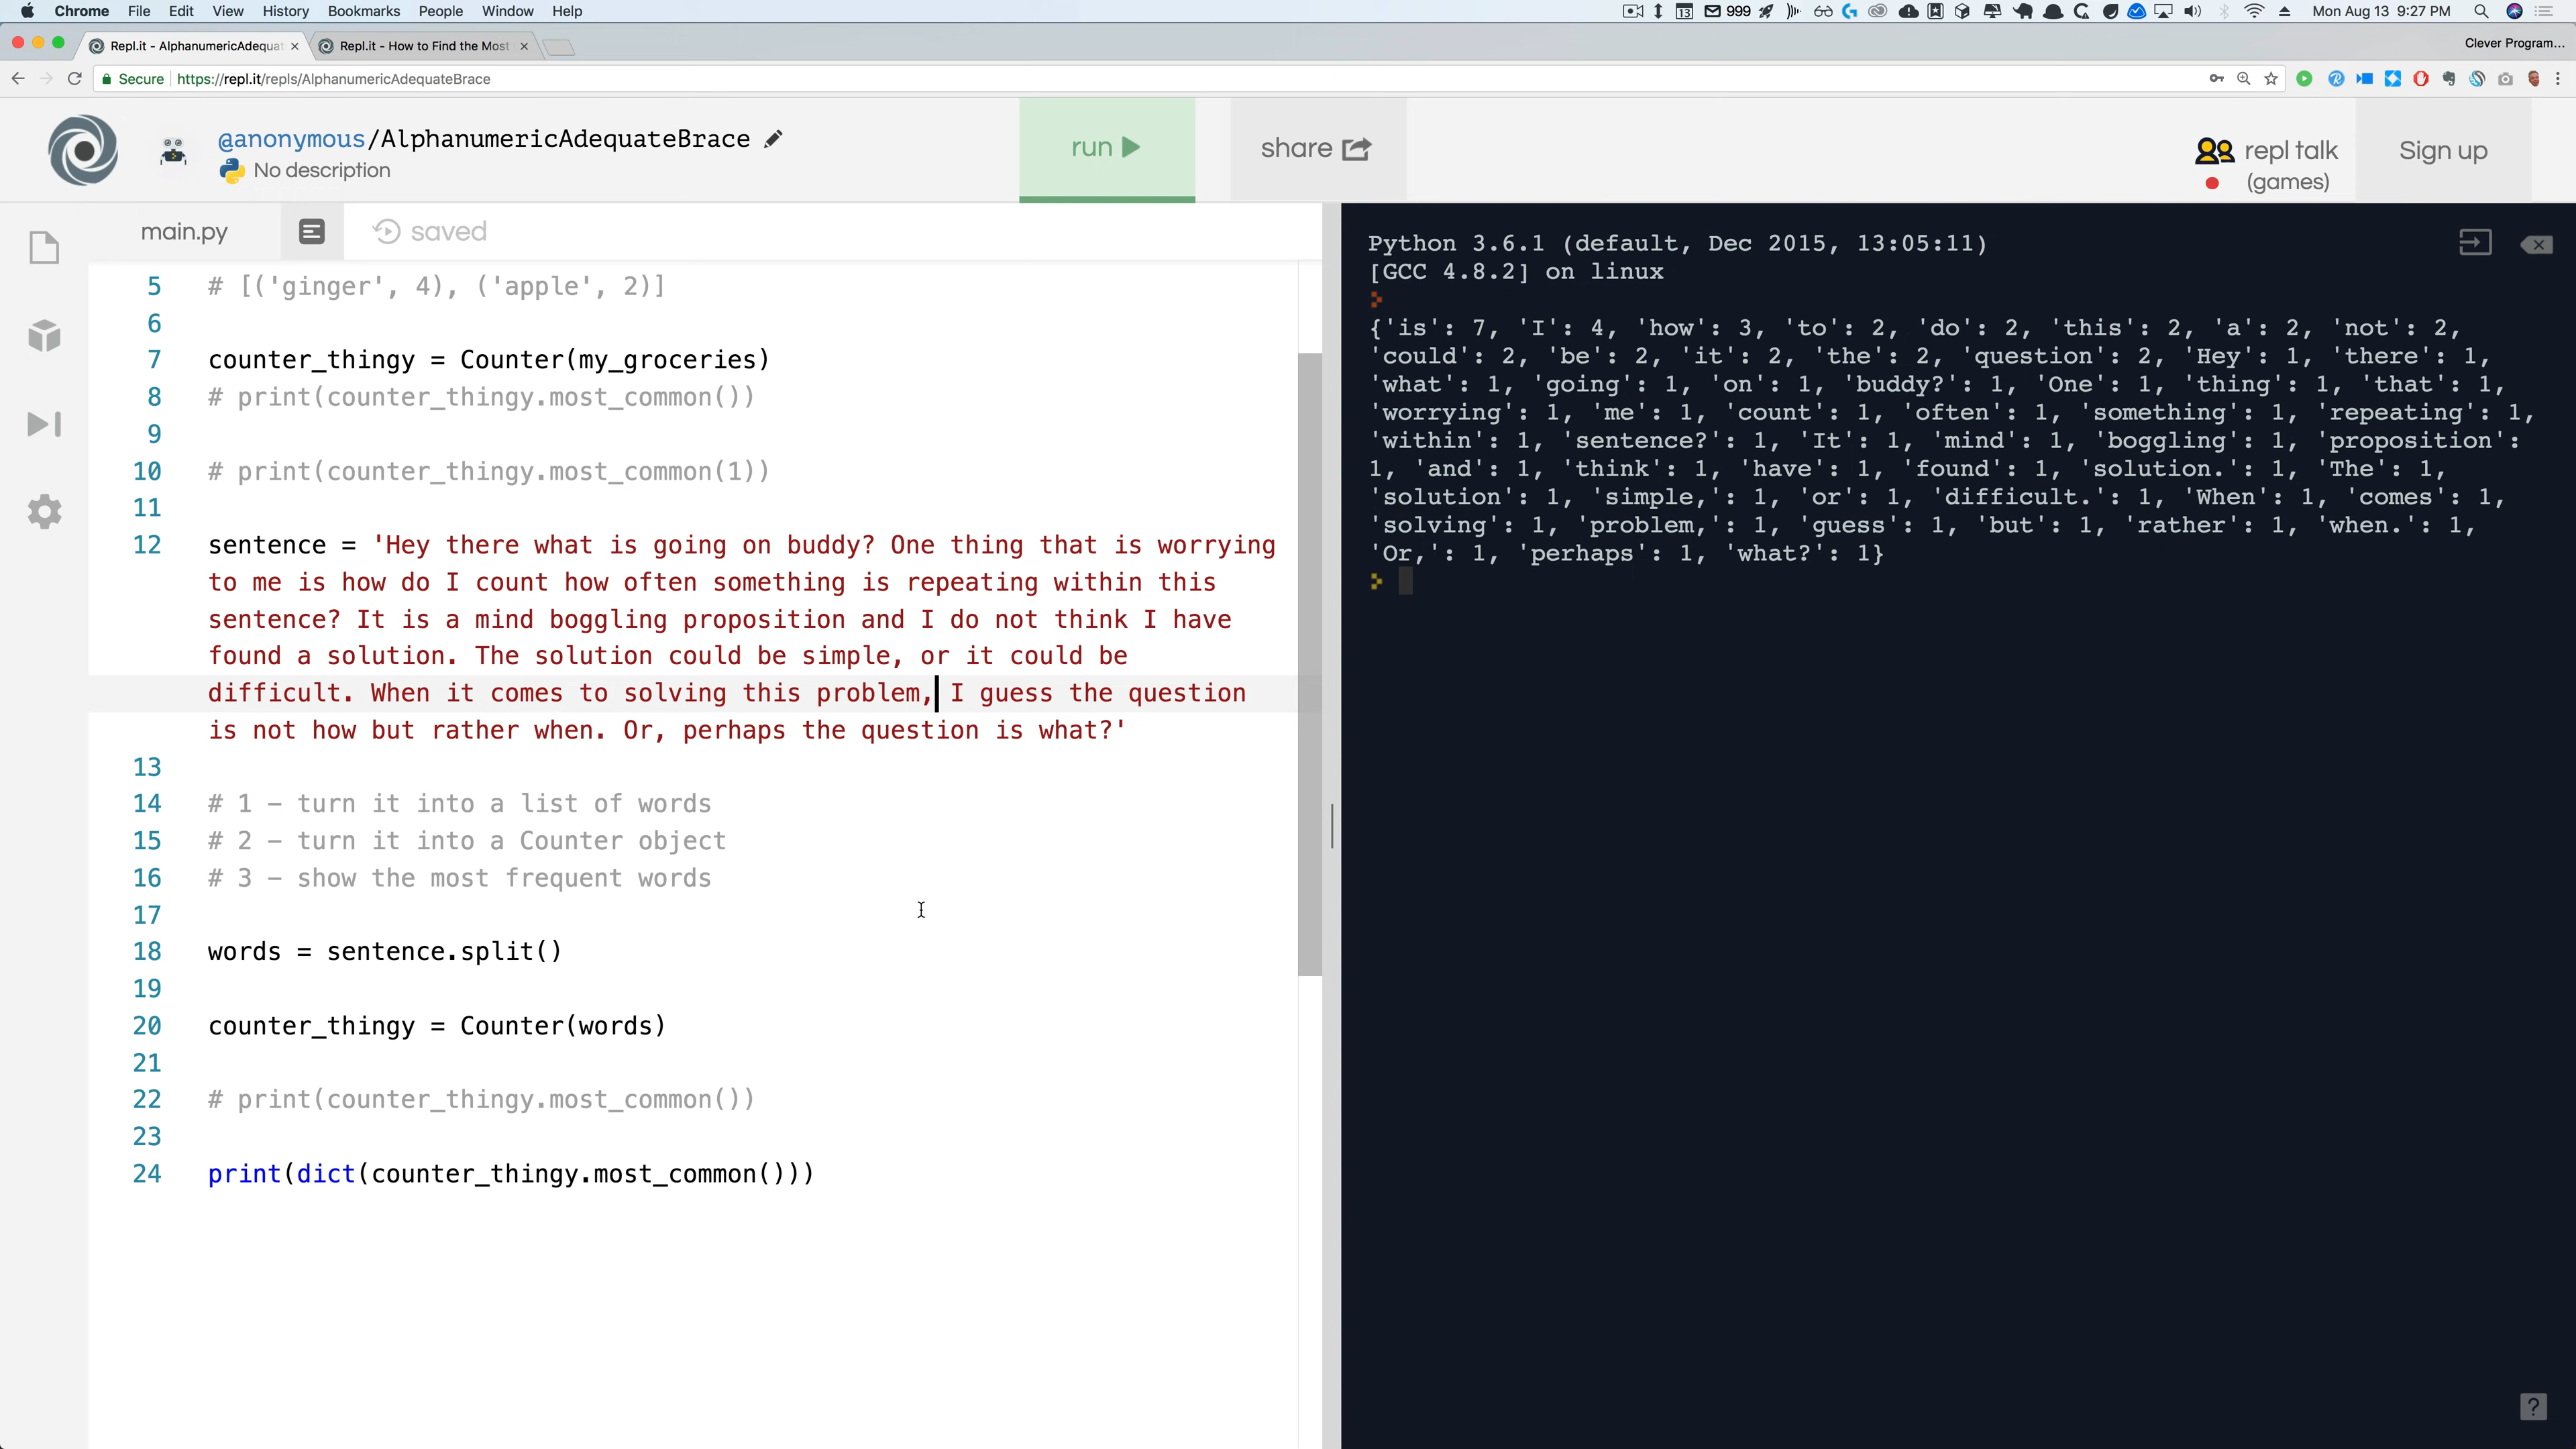 Chrome File Edit View History Bookmarks People Window Help
13 999 Mon Aug 13 9:27 PM
Repl.it - AlphanumericAdequat
Repl.it - How to Find the Most
Clever Program...
Secure https://repl.it/repls/AlphanumericAdequateBrace
@anonymous/AlphanumericAdequateBrace
No description
run
share
repl talk
(games)
Sign up
main.py
saved
5 # [('ginger', 4), ('apple', 2)]
6
7 counter_thingy = Counter(my_groceries)
8 # print(counter_thingy.most_common())
9
10 # print(counter_thingy.most_common(1))
11
12 sentence = 'Hey there what is going on buddy? One thing that is worrying
to me is how do I count how often something is repeating within this
sentence? It is a mind boggling proposition and I do not think I have
found a solution. The solution could be simple, or it could be
difficult. When it comes to solving this problem, I guess the question
is not how but rather when. Or, perhaps the question is what?'
13
14 # 1 - turn it into a list of words
15 # 2 - turn it into a Counter object
16 # 3 - show the most frequent words
17
18 words = sentence.split()
19
20 counter_thingy = Counter(words)
21
22 # print(counter_thingy.most_common())
23
24 print(dict(counter_thingy.most_common()))
Python 3.6.1 (default, Dec 2015, 13:05:11)
[GCC 4.8.2] on linux
{'is': 7, 'I': 4, 'how': 3, 'to': 2, 'do': 2, 'this': 2, 'a': 2, 'not': 2,
'could': 2, 'be': 2, 'it': 2, 'the': 2, 'question': 2, 'Hey': 1, 'there': 1,
'what': 1, 'going': 1, 'on': 1, 'buddy?': 1, 'One': 1, 'thing': 1, 'that': 1,
'worrying': 1, 'me': 1, 'count': 1, 'often': 1, 'something': 1, 'repeating': 1,
'within': 1, 'sentence?': 1, 'It': 1, 'mind': 1, 'boggling': 1, 'proposition':
1, 'and': 1, 'think': 1, 'have': 1, 'found': 1, 'solution.': 1, 'The': 1,
'solution': 1, 'simple,': 1, 'or': 1, 'difficult.': 1, 'When': 1, 'comes': 1,
'solving': 1, 'problem,': 1, 'guess': 1, 'but': 1, 'rather': 1, 'when.': 1,
'Or,': 1, 'perhaps': 1, 'what?': 1}
?